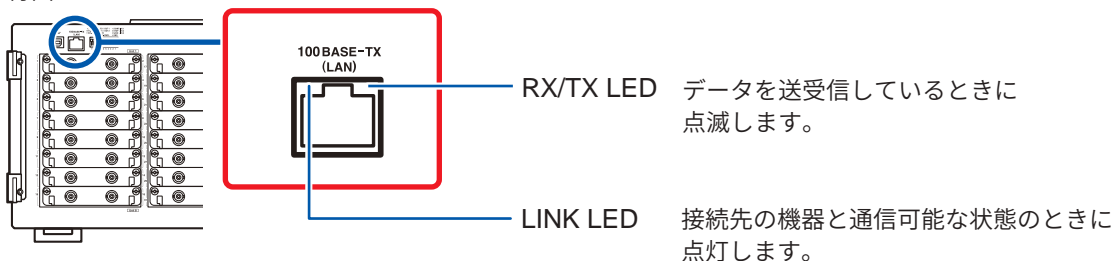 100BASE-TX
(LAN)
RX/TX LED
データを送受信しているときに
点滅します。
LINK LED
接続先の機器と通信可能な状態のときに
点灯します。